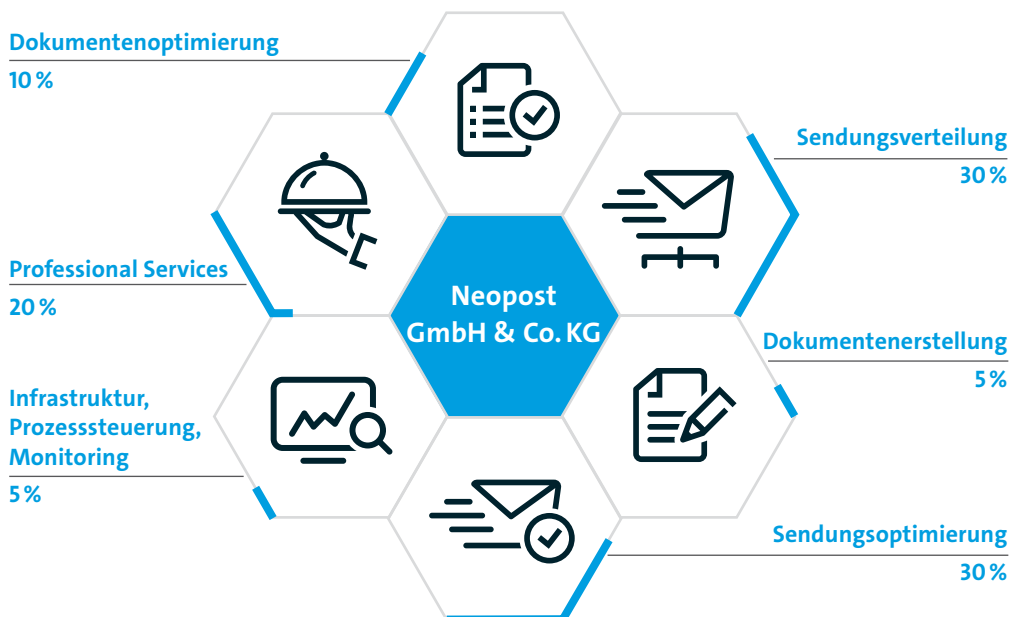 Dokumentenoptimierung
10 %
Sendungsverteilung
30 %
Professional Services
20 %
Neopost
GmbH & Co. KG
Dokumentenerstellung
5 %
Infrastruktur,
Prozesssteuerung,
Monitoring
5 %
Sendungsoptimierung
30 %